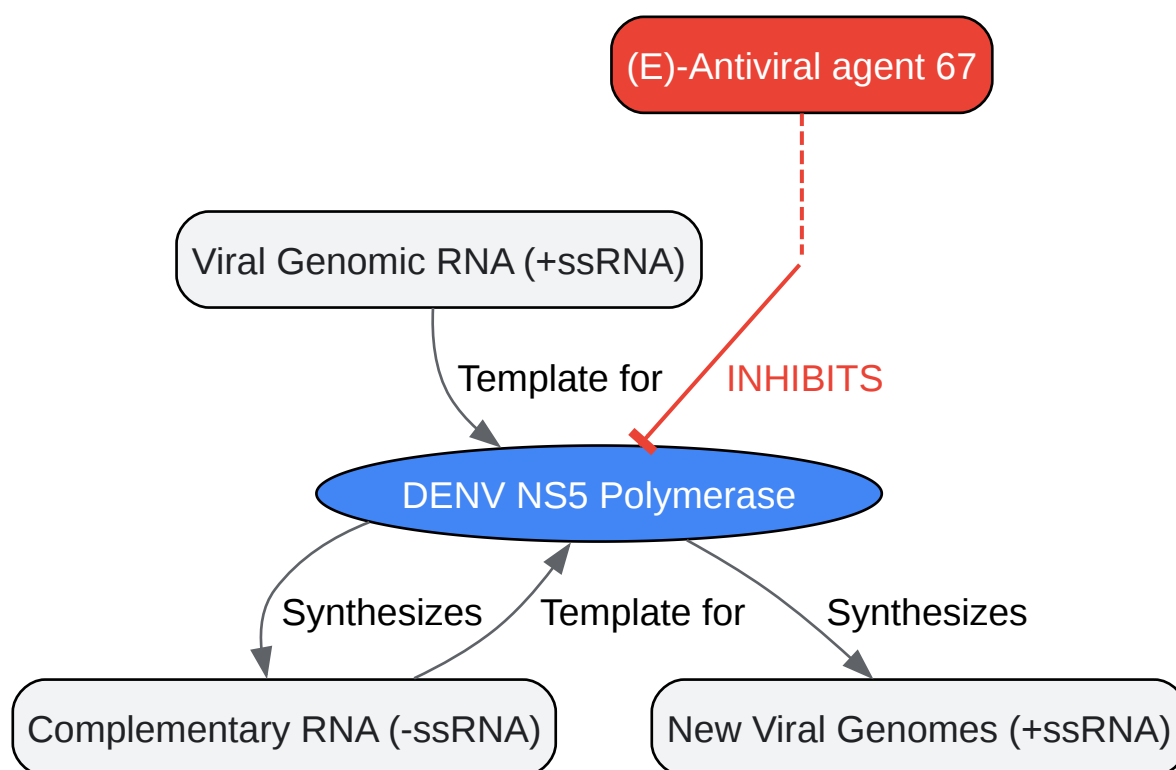 (E)-Antiviral agent 67
Viral Genomic RNA (+ssRNA)
Template for
INHIBITS
DENV NS5 Polymerase
Synthesizes
Template for
Synthesizes
Complementary RNA (-ssRNA)
New Viral Genomes (+ssRNA)